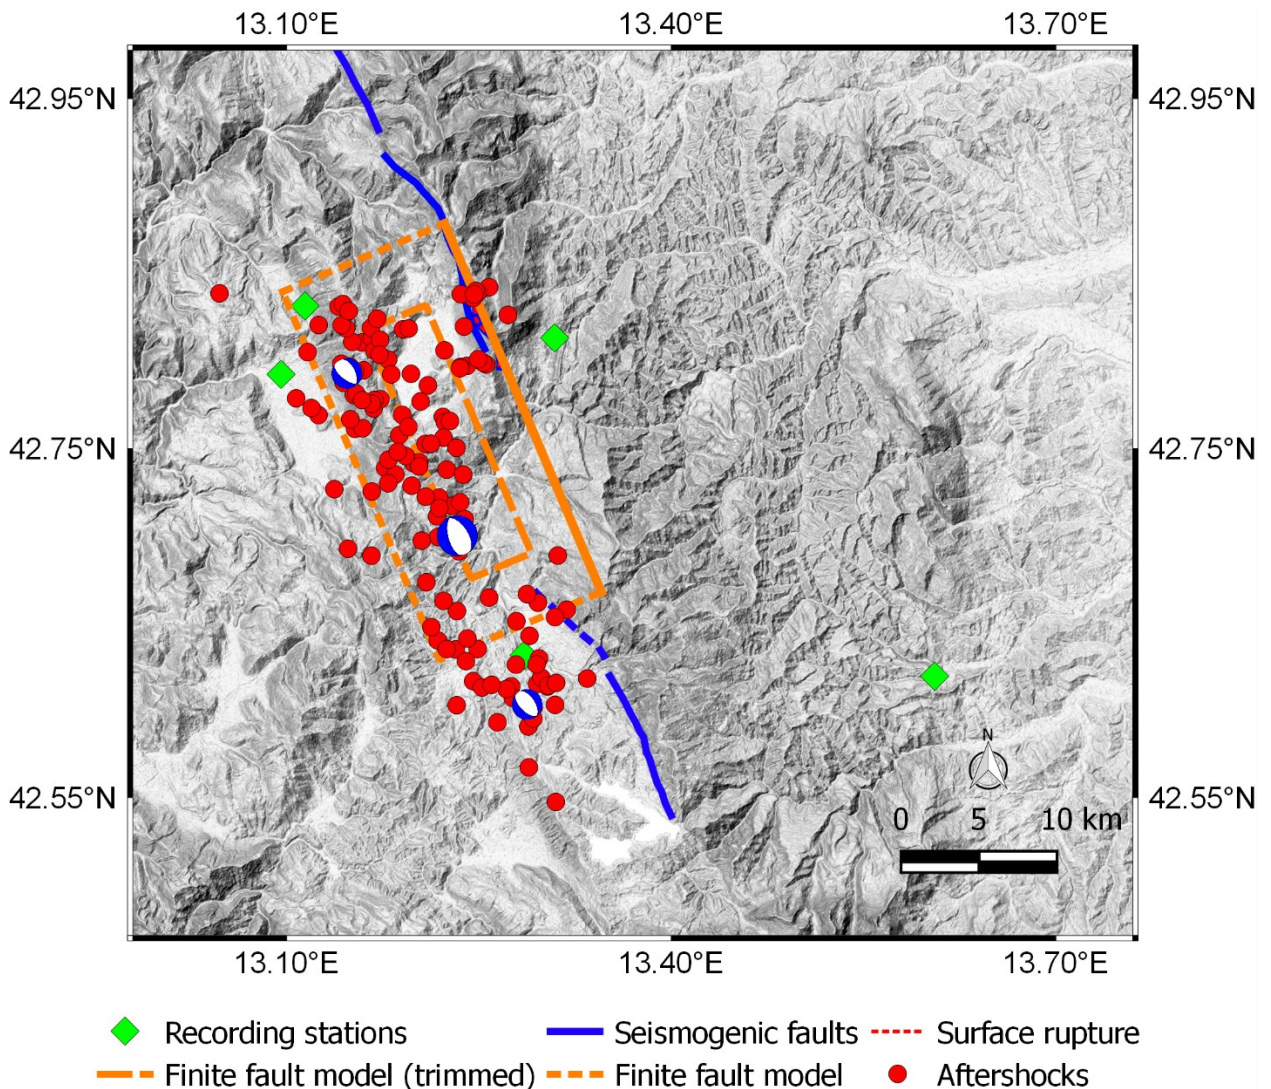 13.10°E 13.40°E 13.70°E
42.95°N 42.95°N
42.75°N 42.75°N
N
42.55°N 42.55°N
0 5 10 km
13.10°E 13.40°E 13.70°E
Recording stations Seismogenic faults Surface rupture
Finite fault model (trimmed) Finite fault model Aftershocks